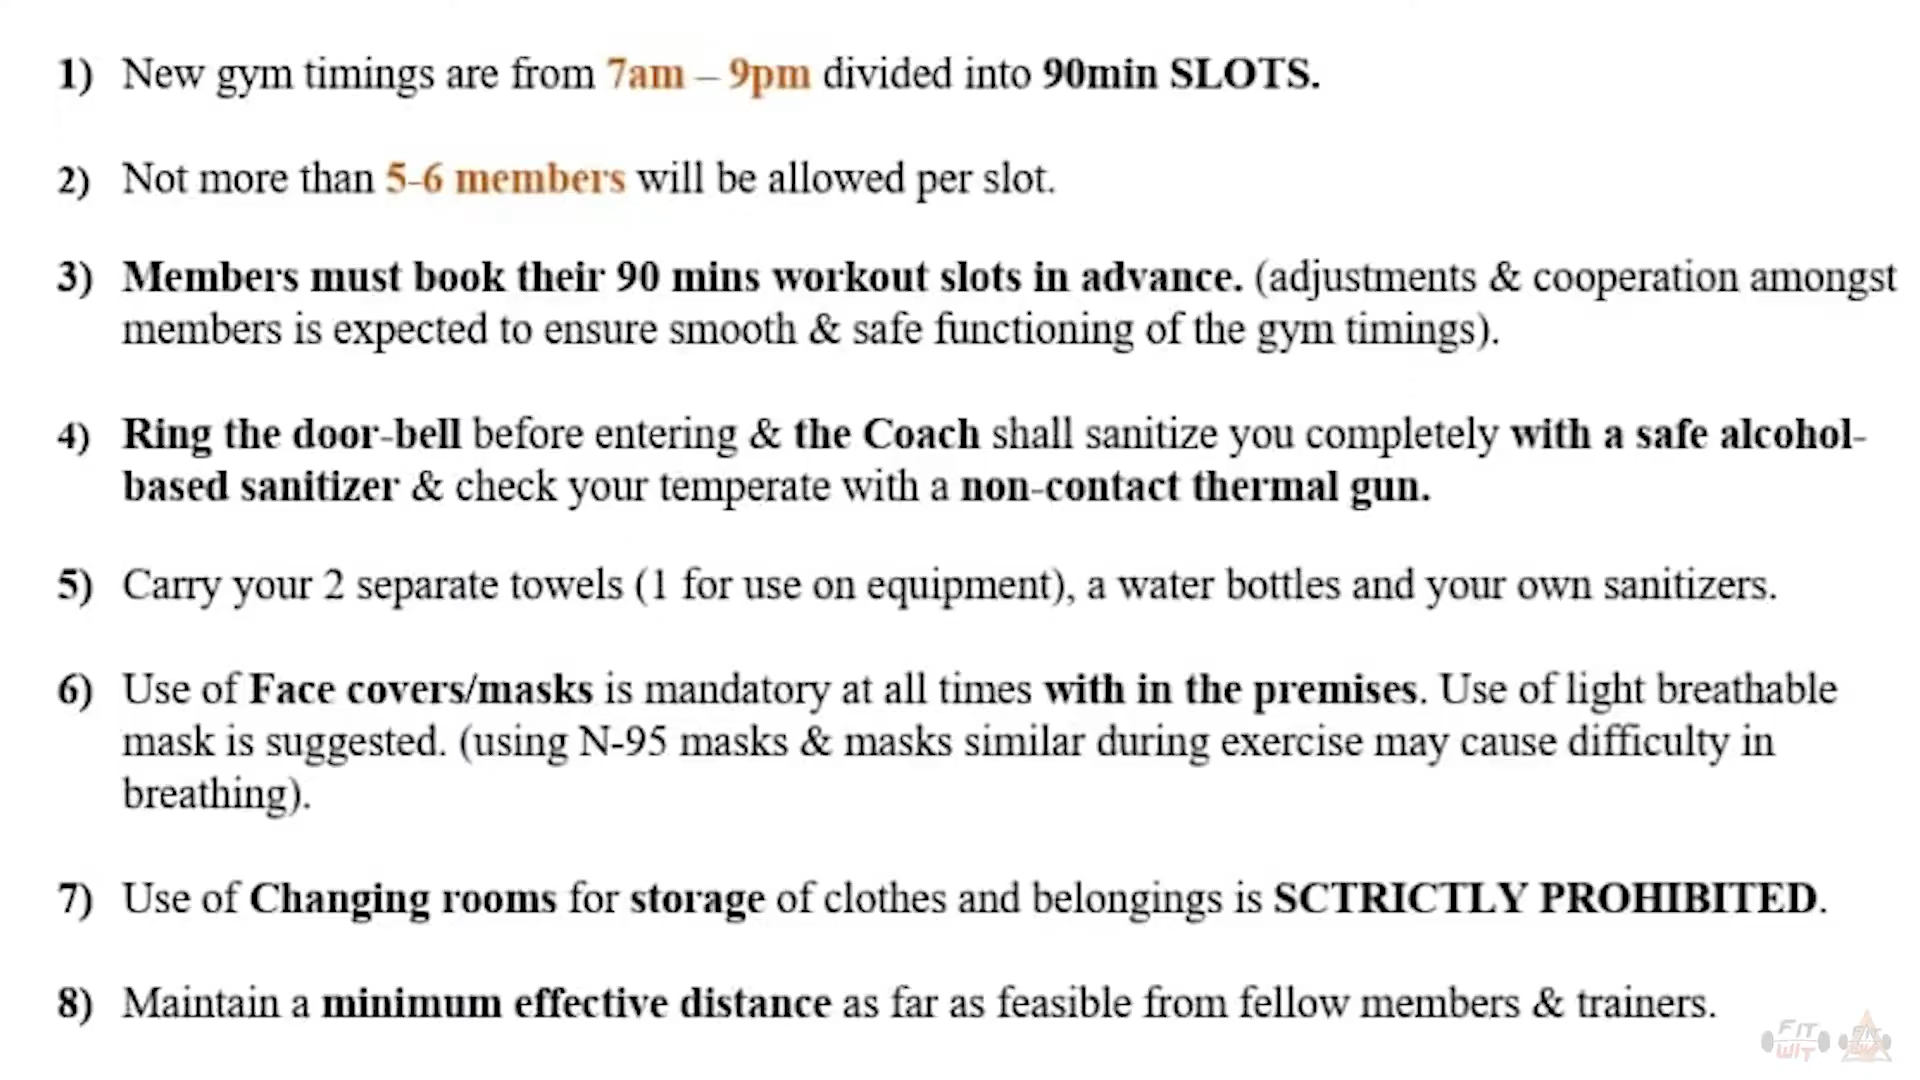 1) New gym timings are from 7am – 9pm divided into 90min SLOTS.
2) Not more than 5-6 members will be allowed per slot.
3) Members must book their 90 mins workout slots in advance. (adjustments & cooperation amongst
members is expected to ensure smooth & safe functioning of the gym timings).
4) Ring the door-bell before entering & the Coach shall sanitize you completely with a safe alcohol-
based sanitizer & check your temperate with a non-contact thermal gun.
5) Carry your 2 separate towels (1 for use on equipment), a water bottles and your own sanitizers.
6) Use of Face covers/masks is mandatory at all times with in the premises. Use of light breathable
mask is suggested. (using N-95 masks & masks similar during exercise may cause difficulty in
breathing).
7) Use of Changing rooms for storage of clothes and belongings is SCTRICTLY PROHIBITED.
8) Maintain a minimum effective distance as far as feasible from fellow members & trainers.
FIT
WIT